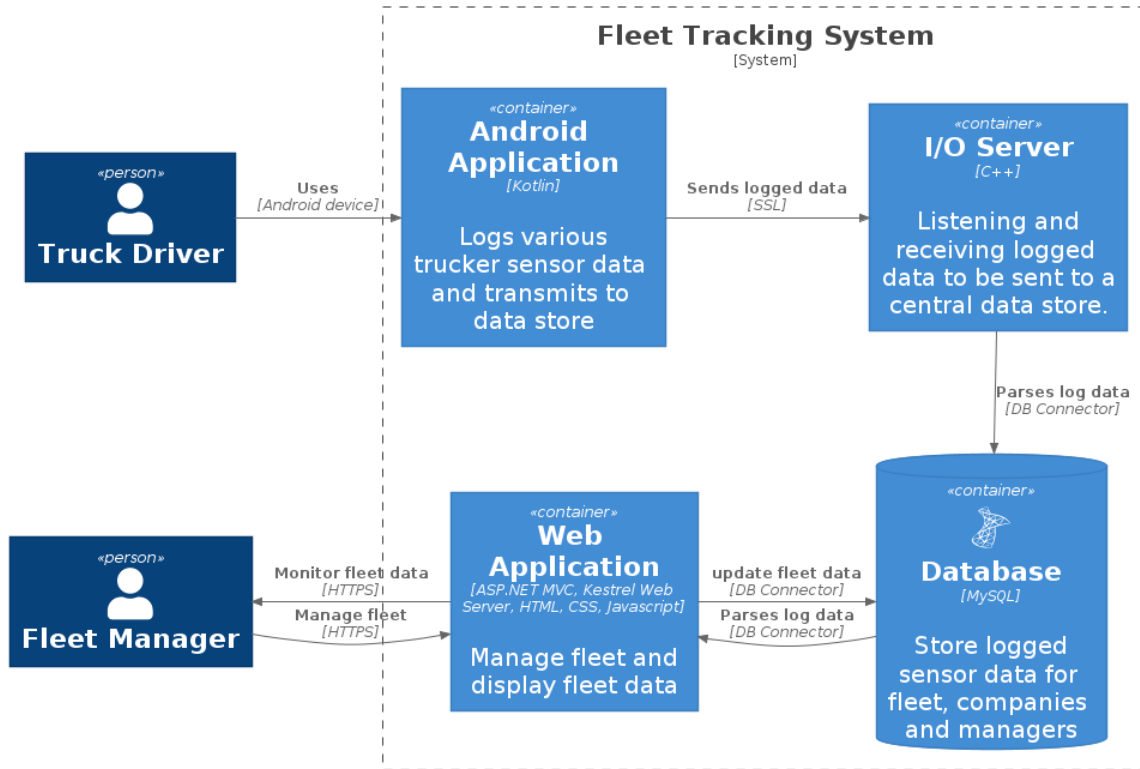 Fleet Tracking System
[System]
«container»
Android
Application
[Kotlin]
Logs various
trucker sensor data
and transmits to
data store
«container»
I/O Server
[C++]
Listening and
receiving logged
data to be sent to a
central data store.
«person»
Truck Driver
Uses
[Android device]
Sends logged data
[SSL]
Parses log data
[DB Connector]
«container»
Database
[MySQL]
Store logged
sensor data for
fleet, companies
and managers
«container»
Web
Application
[ASP.NET MVC, Kestrel Web
Server, HTML, CSS, Javascript]
Manage fleet and
display fleet data
«person»
Fleet Manager
Monitor fleet data
[HTTPS]
Manage fleet
[HTTPS]
update fleet data
[DB Connector]
Parses log data
[DB Connector]